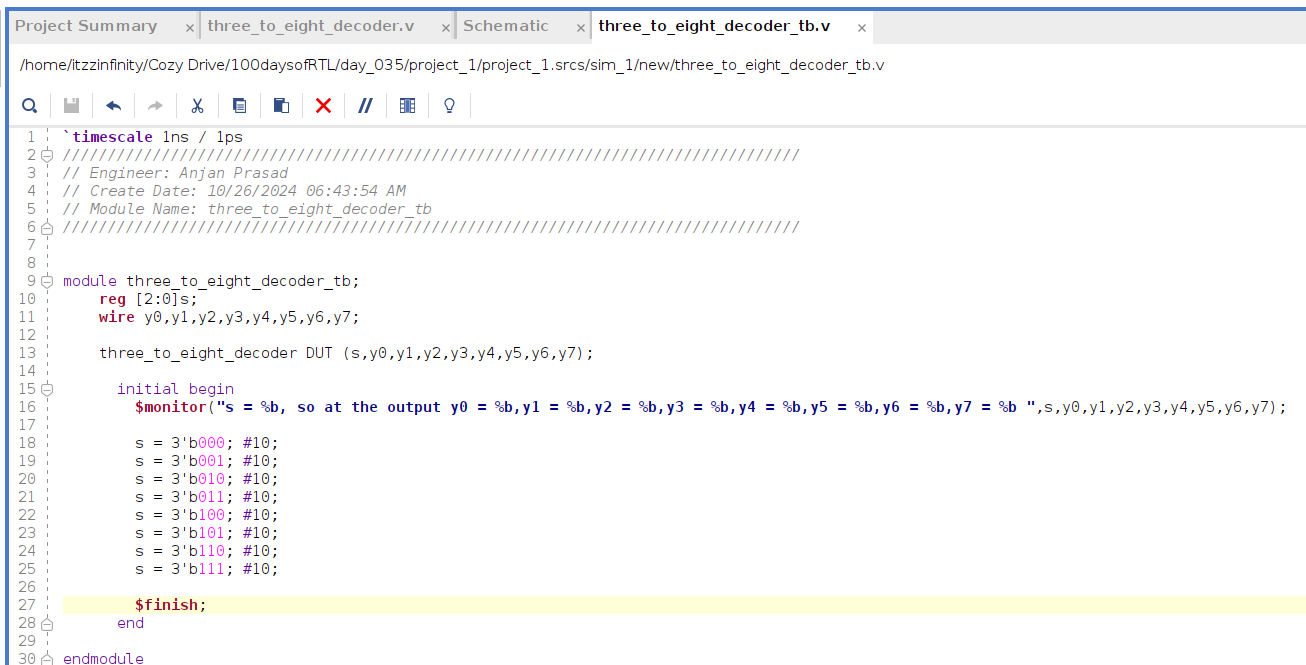 Project Summary × three_to_eight_decoder.v × Schematic × three_to_eight_decoder_tb.v ×
/home/itzzinfinity/Cozy Drive/100daysofRTL/day_035/project_1/project_1.srcs/sim_1/new/three_to_eight_decoder_tb.v
1 `timescale 1ns / 1ps
2 //////////////////////////////////////////////////////////////////////////////////
3 // Engineer: Anjan Prasad
4 // Create Date: 10/26/2024 06:43:54 AM
5 // Module Name: three_to_eight_decoder_tb
6 //////////////////////////////////////////////////////////////////////////////////
7
8
9 module three_to_eight_decoder_tb;
10 reg [2:0]s;
11 wire y0,y1,y2,y3,y4,y5,y6,y7;
12
13 three_to_eight_decoder DUT (s,y0,y1,y2,y3,y4,y5,y6,y7);
14
15 initial begin
16 $monitor("s = %b, so at the output y0 = %b,y1 = %b,y2 = %b,y3 = %b,y4 = %b,y5 = %b,y6 = %b,y7 = %b ",s,y0,y1,y2,y3,y4,y5,y6,y7);
17
18 s = 3'b000; #10;
19 s = 3'b001; #10;
20 s = 3'b010; #10;
21 s = 3'b011; #10;
22 s = 3'b100; #10;
23 s = 3'b101; #10;
24 s = 3'b110; #10;
25 s = 3'b111; #10;
26
27 $finish;
28 end
29
30 endmodule